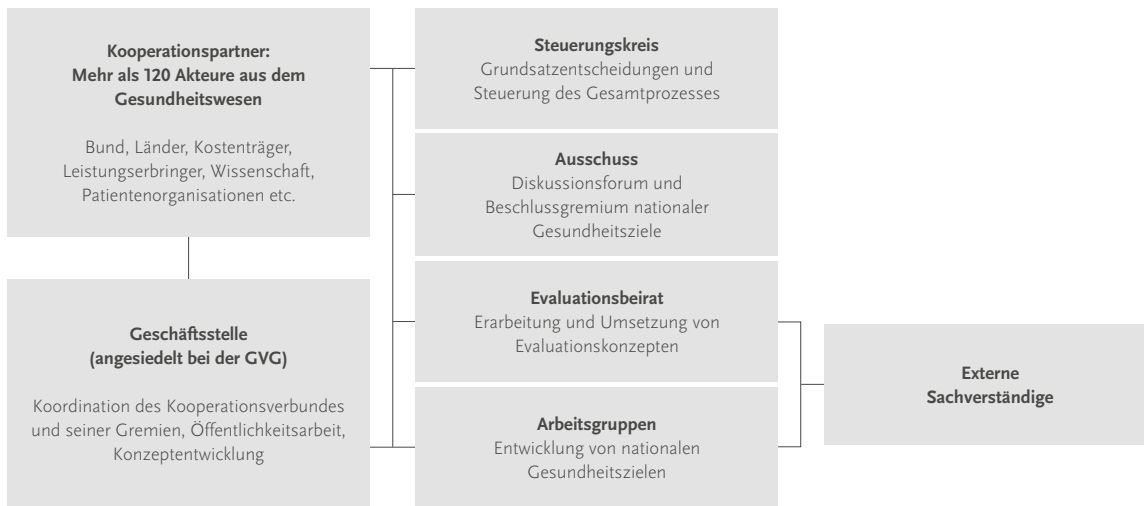 Kooperationspartner:
Mehr als 120 Akteure aus dem
Gesundheitswesen
Bund, Länder, Kostenträger,
Leistungserbringer, Wissenschaft,
Patientenorganisationen etc.
Geschäftsstelle
(angesiedelt bei der GVG)
Koordination des Kooperationsverbundes
und seiner Gremien, Öffentlichkeitsarbeit,
Konzeptentwicklung
Steuerungskreis
Grundsatzentscheidungen und
Steuerung des Gesamtprozesses
Ausschuss
Diskussionsforum und
Beschlussgremium nationaler
Gesundheitsziele
Evaluationsbeirat
Erarbeitung und Umsetzung von
Evaluationskonzepten
Arbeitsgruppen
Entwicklung von nationalen
Gesundheitszielen
Externe
Sachverständige